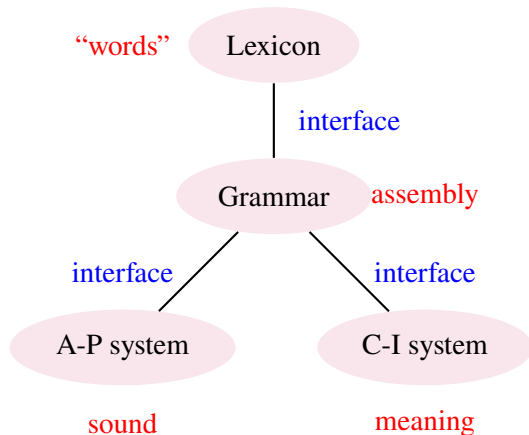 “words” Lexicon
interface
Grammar assembly
interface interface
A-P system C-I system
sound meaning